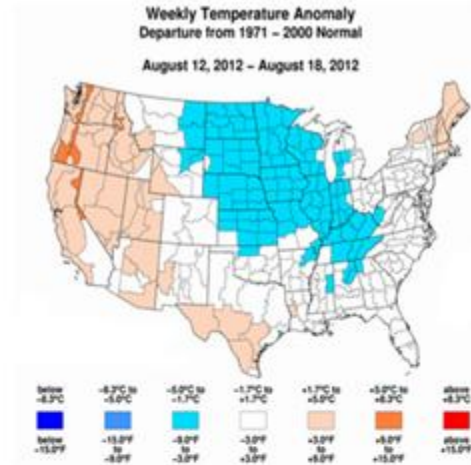 Weekly Temperature Anomaly
Departure from 1971 – 2000 Normal
August 12, 2012 – August 18, 2012
below –8.3°C
–8.3°C to –5.0°C
–5.0°C to –1.7°C
–1.7°C to +1.7°C
+1.7°C to +5.0°C
+5.0°C to +8.3°C
above +8.3°C
below –15.0°F
–15.0°F to –9.0°F
–9.0°F to –3.0°F
–3.0°F to +3.0°F
+3.0°F to +9.0°F
+9.0°F to +15.0°F
above +15.0°F